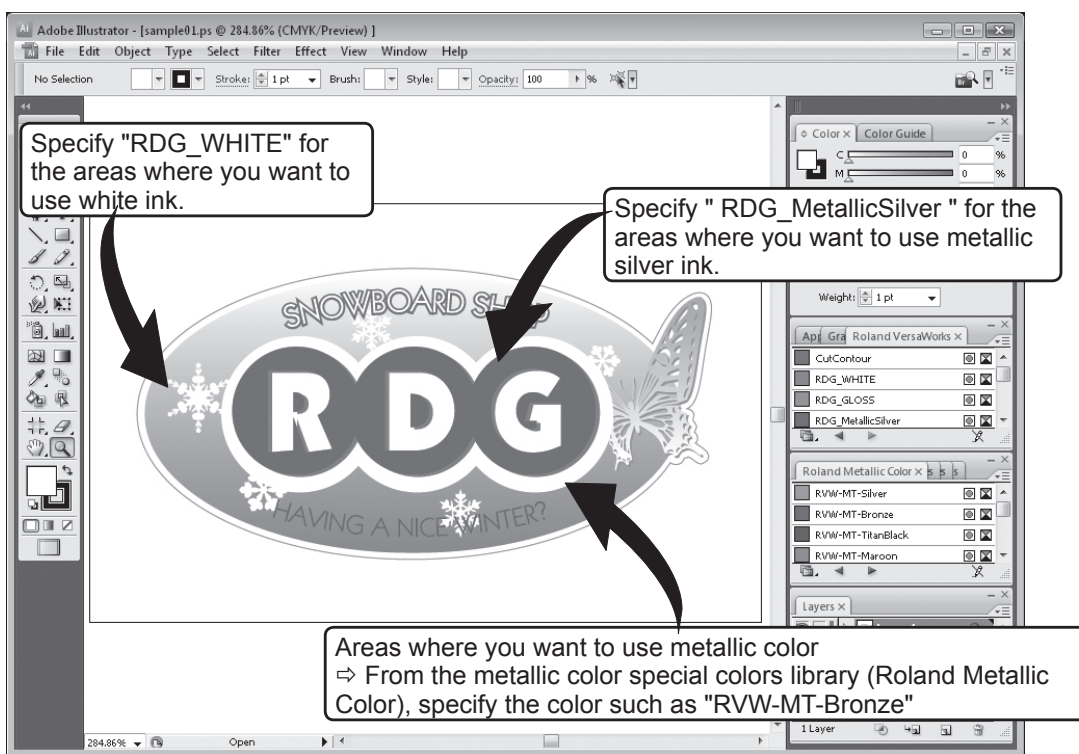 Adobe Illustrator - [sample01.ps @ 284.86% (CMYK/Preview) ]
File Edit Object Type Select Filter Effect View Window Help
No Selection Stroke: 1 pt Brush: Style: Opacity: 100 %
Specify "RDG_WHITE" for
the areas where you want to
use white ink.
Color × Color Guide
C 0 %
M 0 %
Specify " RDG_MetallicSilver " for the
areas where you want to use metallic
silver ink.
Weight: 1 pt
SNOWBOARD SHOP
RDG
HAVING A NICE WINTER?
Gra Roland VersaWorks ×
CutContour
RDG_WHITE
RDG_GLOSS
RDG_MetallicSilver
Roland Metallic Color × s s s
RVW-MT-Silver
RVW-MT-Bronze
RVW-MT-TitanBlack
RVW-MT-Maroon
Layers ×
Areas where you want to use metallic color
⇨ From the metallic color special colors library (Roland Metallic
Color), specify the color such as "RVW-MT-Bronze"
1 Layer
284.86% Open